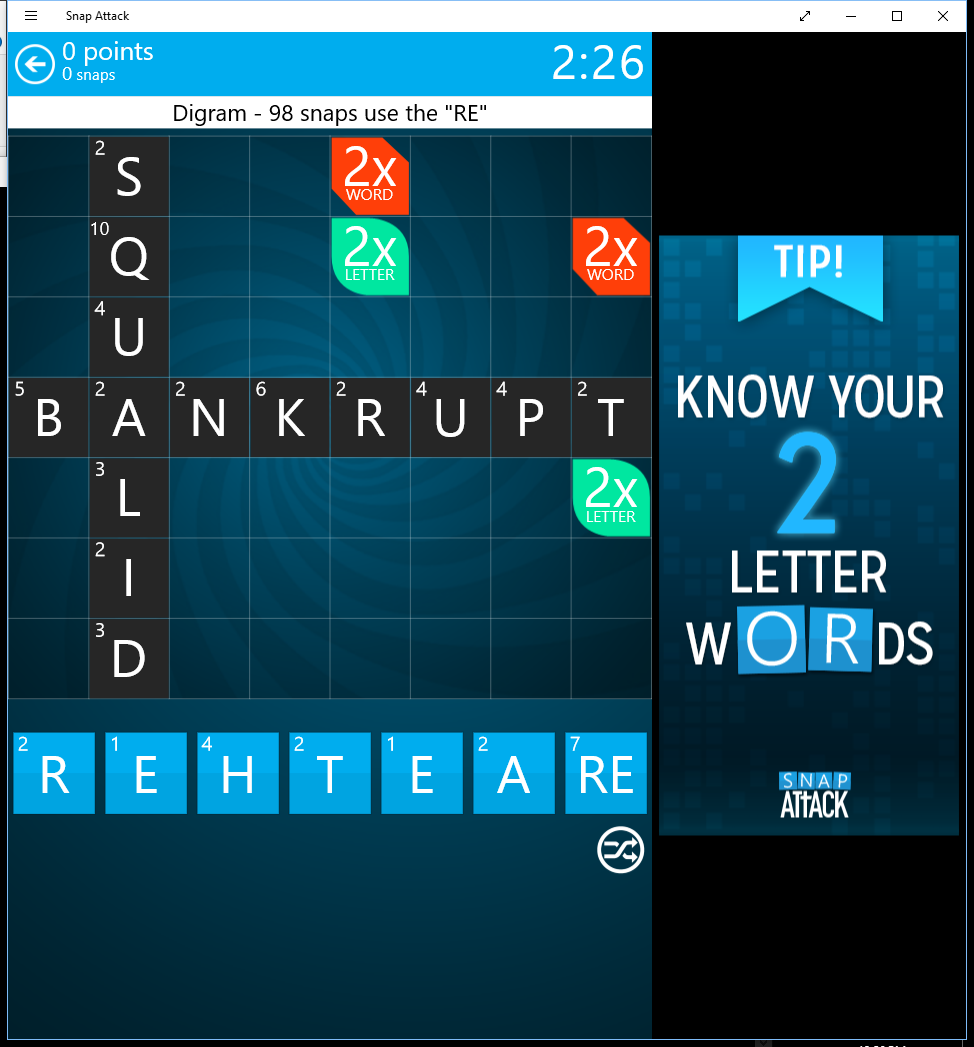 Snap Attack
0 points
0 snaps
2:26
Digram - 98 snaps use the "RE"
2 S 2x WORD
10 Q 2x LETTER 2x WORD
4 U
5 B 2 A 2 N 6 K 2 R 4 U 4 P 2 T
3 L 2x LETTER
2 I
3 D
2 R 1 E 4 H 2 T 1 E 2 A 7 RE
TIP!
KNOW YOUR
2
LETTER
WORDS
SNAP
ATTACK